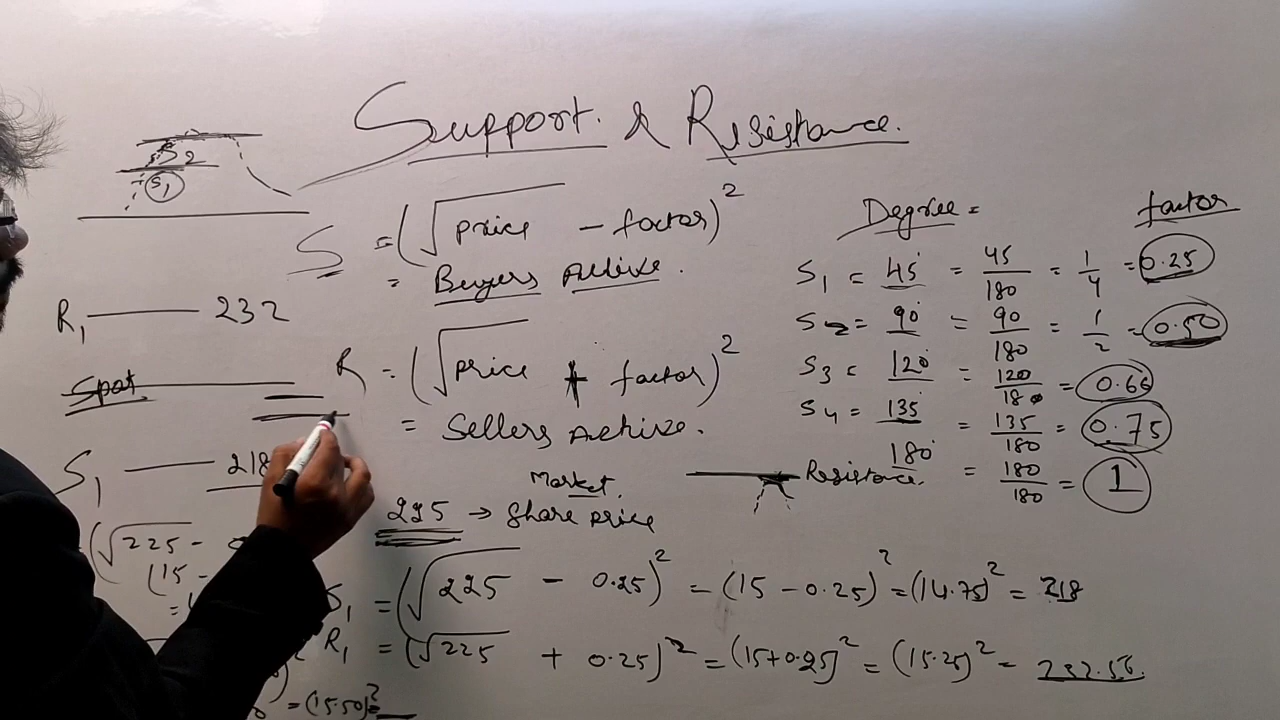 Support. & Resistance.
S2
S1
S = (√price - factor)²
= Buyers Active.
R1 232
Spot
R = (√price + factor)²
= Sellers Active.
S1 218
Degree =
factor
S1 = 45° = 45/180 = 1/4 = 0.25
S2 = 90° = 90/180 = 1/2 = 0.50
S3 = 120° = 120/180 = 0.66
S4 = 135° = 135/180 = 0.75
180° = 180/180 = 1
Resistance.
Market.
225 → Share price
(√225 -
(15 -
S1 = (√225 - 0.25)² = (15 - 0.25)² = (14.75)² = 218
R1 = (√225 + 0.25)² = (15+0.25)² = (15.25)² = 232.56.
= (15.50)²